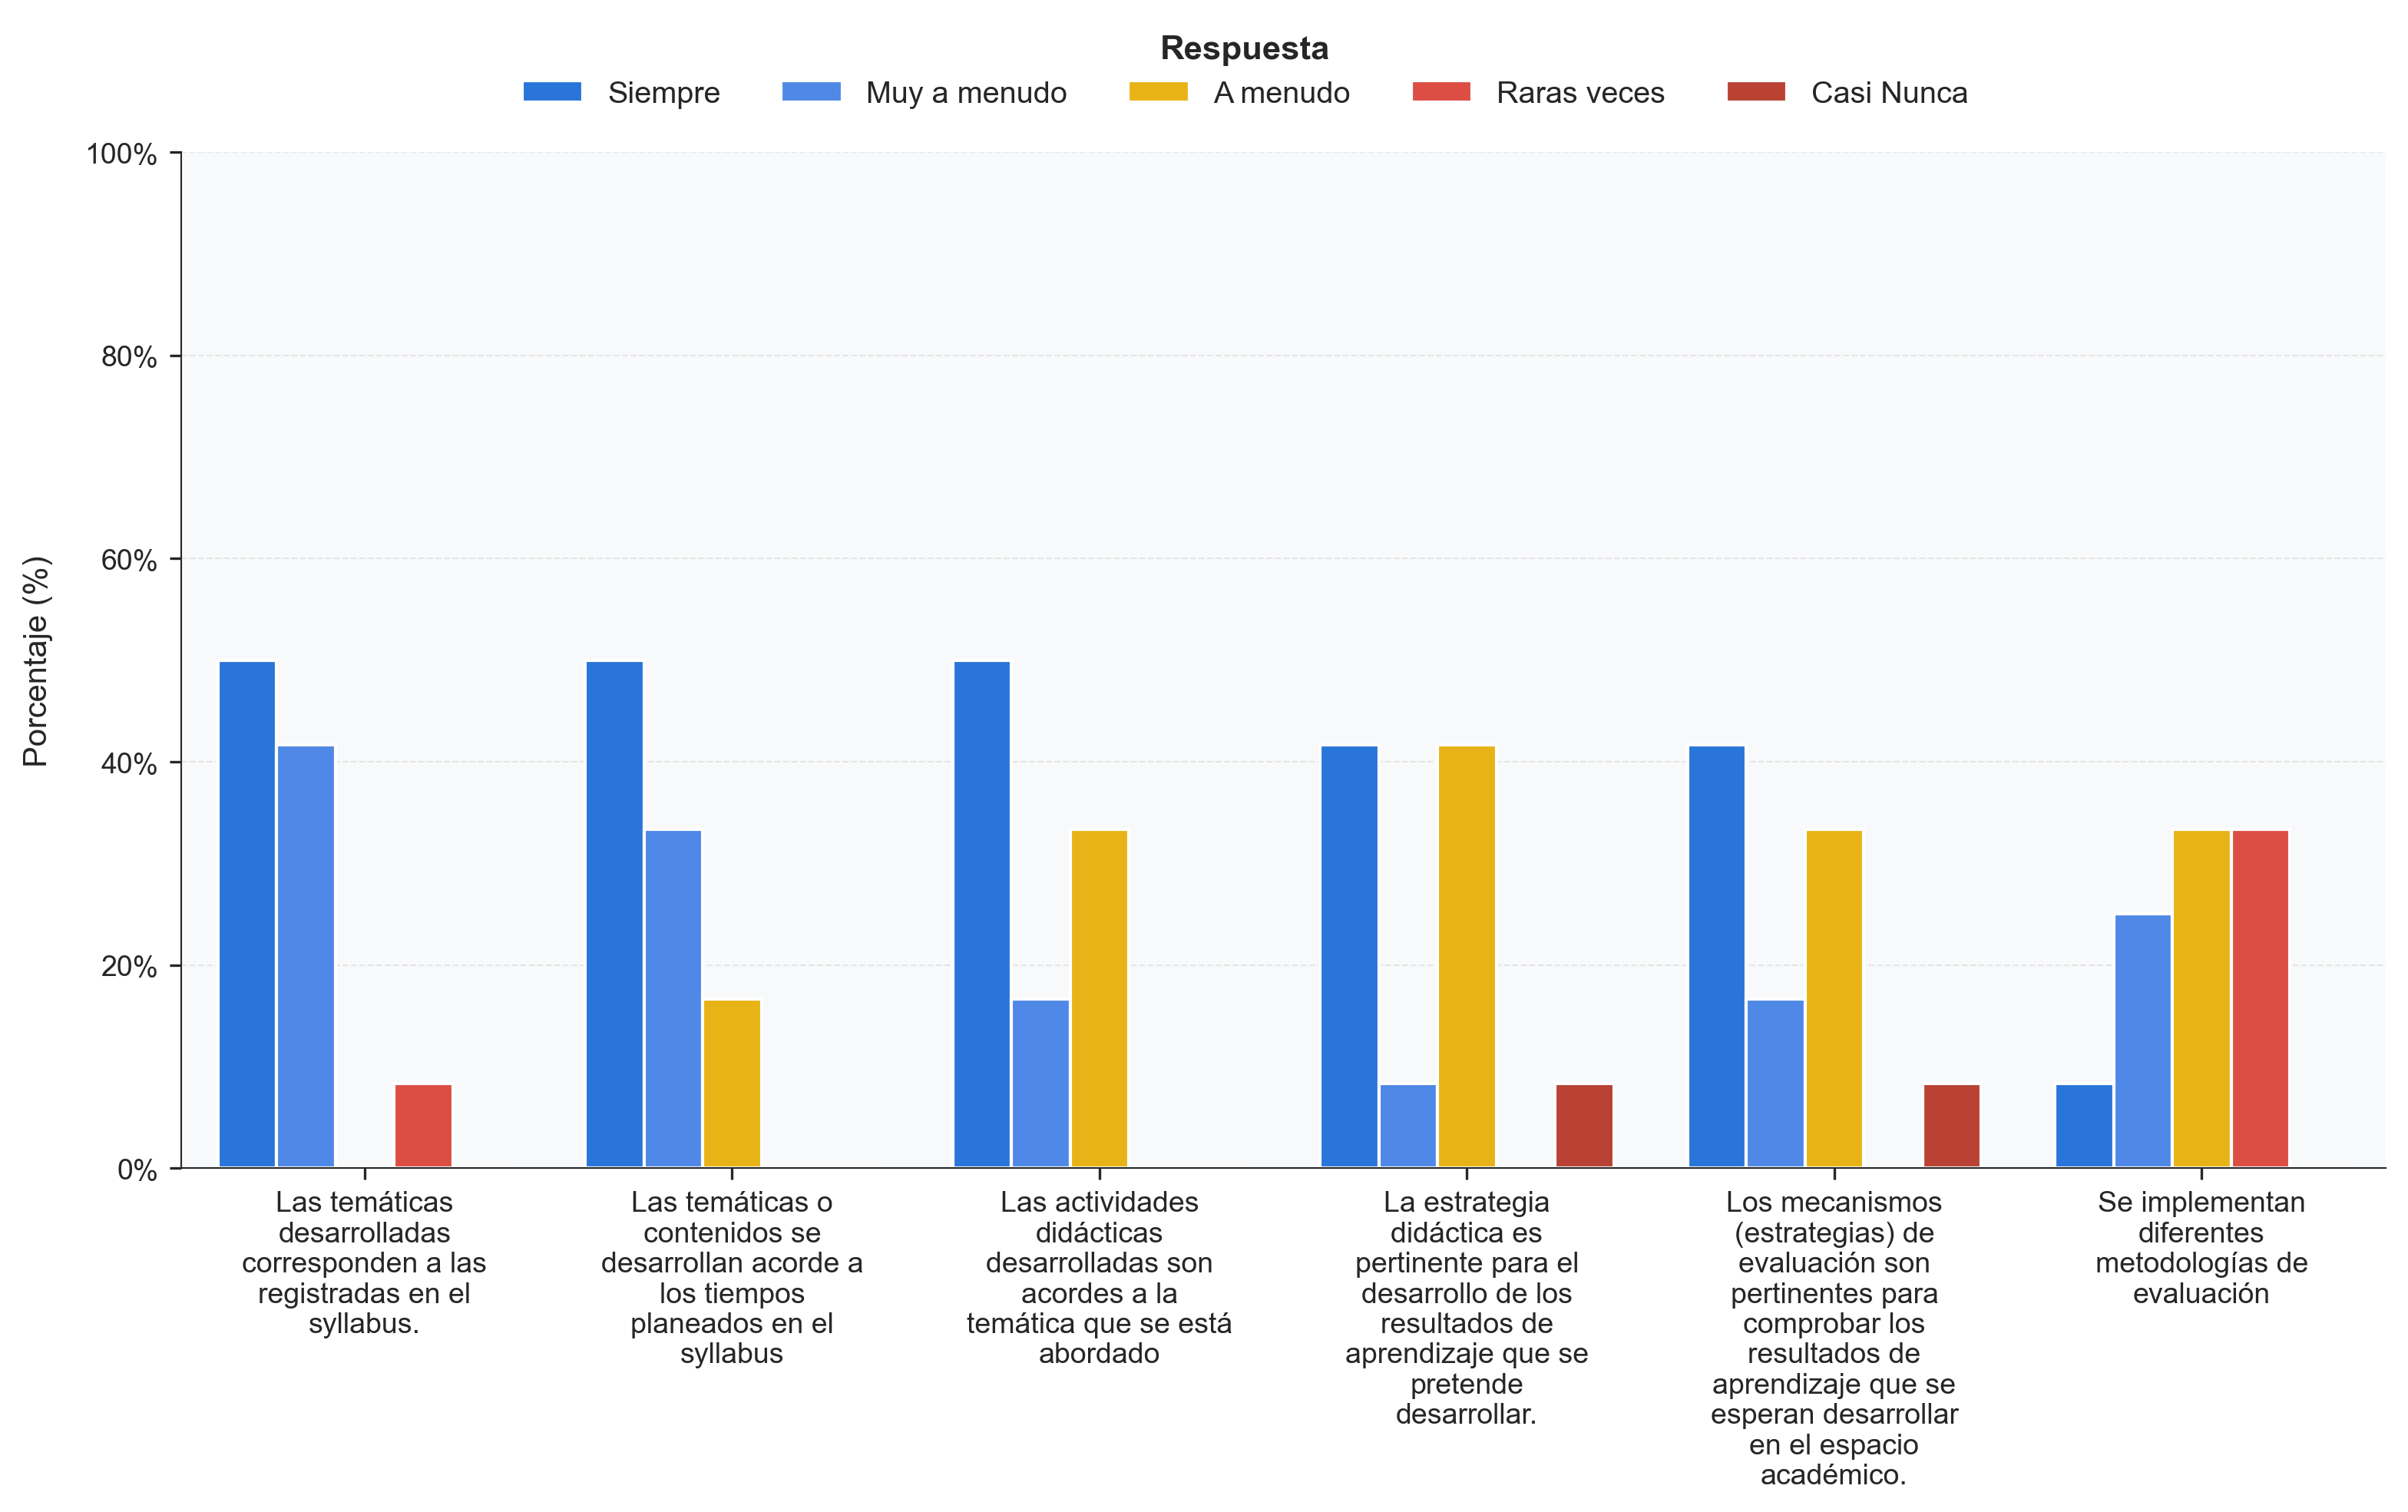 Respuesta
Siempre
Muy a menudo
A menudo
Raras veces
Casi Nunca
100%
80%
60%
40%
20%
0%
Porcentaje (%)
Las temáticas
desarrolladas
corresponden a las
registradas en el
syllabus.
Las temáticas o
contenidos se
desarrollan acorde a
los tiempos
planeados en el
syllabus
Las actividades
didácticas
desarrolladas son
acordes a la
temática que se está
abordado
La estrategia
didáctica es
pertinente para el
desarrollo de los
resultados de
aprendizaje que se
pretende
desarrollar.
Los mecanismos
(estrategias) de
evaluación son
pertinentes para
comprobar los
resultados de
aprendizaje que se
esperan desarrollar
en el espacio
académico.
Se implementan
diferentes
metodologías de
evaluación